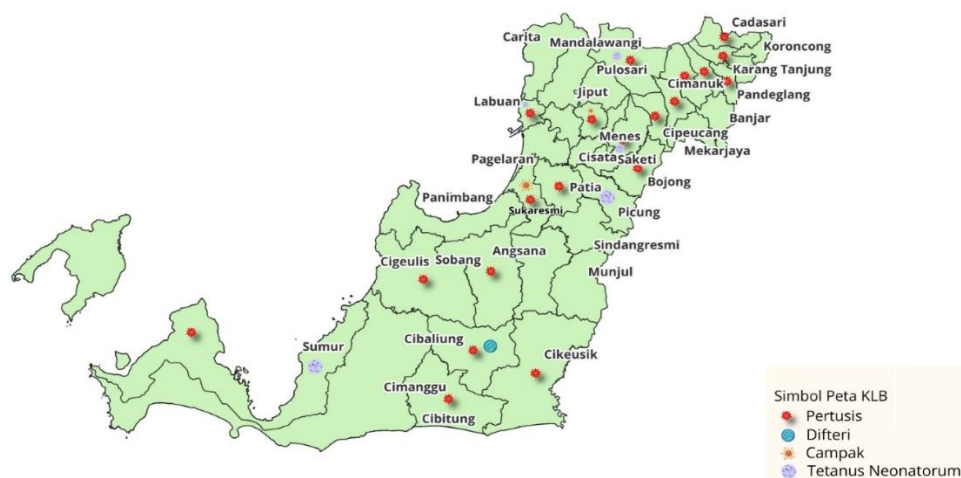 Cadasari
Carita
Mandalawangi
Koroncong
Pulosari
Karang Tanjung
Cimanuk
Jiput
Pandeglang
Labuan
Banjar
Menes
Cipeucang
Mekarjaya
Pagelaran
Cisata
Saketi
Bojong
Panimbang
Patia
Sukaresmi
Picung
Sindangresmi
Angsana
Cigeulis
Sobang
Munjul
Sumur
Cibaliung
Cikeusik
Cimanggu
Cibitung
Simbol Peta KLB
Pertusis
Difteri
Campak
Tetanus Neonatorum